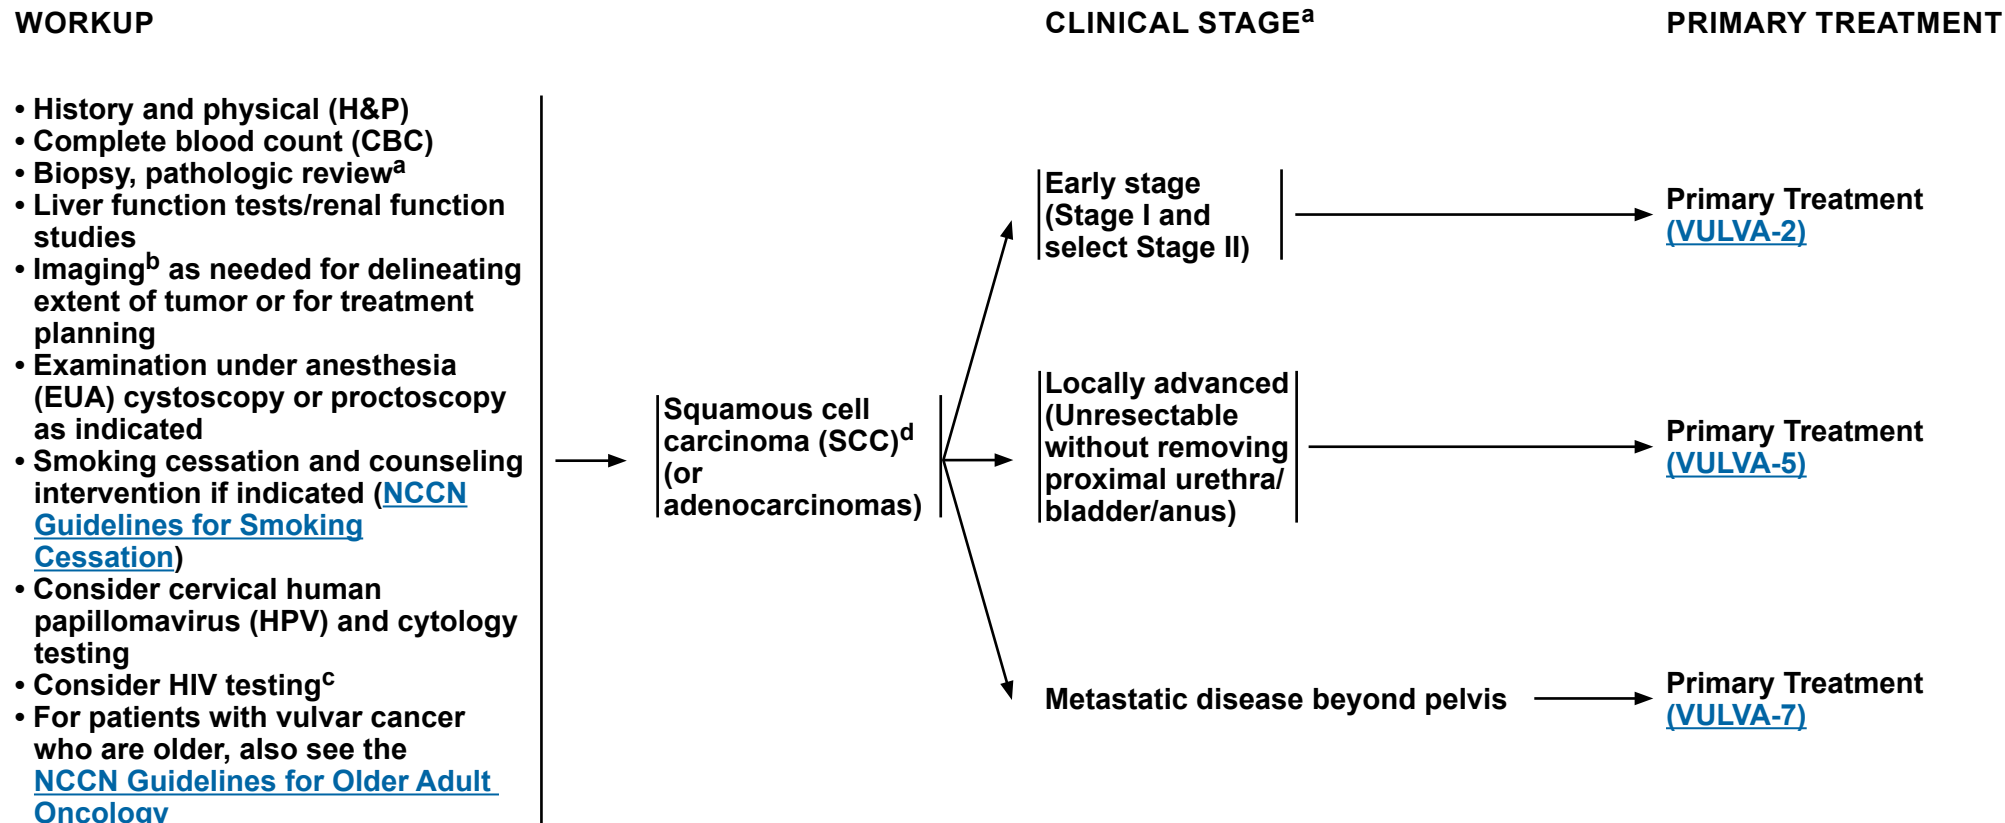 WORKUP
CLINICAL STAGEa
PRIMARY TREATMENT
• History and physical (H&P)
• Complete blood count (CBC)
• Biopsy, pathologic reviewa
• Liver function tests/renal function
studies
• Imagingb as needed for delineating
extent of tumor or for treatment
planning
• Examination under anesthesia
(EUA) cystoscopy or proctoscopy
as indicated
• Smoking cessation and counseling
intervention if indicated (NCCN
Guidelines for Smoking
Cessation)
• Consider cervical human
papillomavirus (HPV) and cytology
testing
• Consider HIV testingc
• For patients with vulvar cancer
who are older, also see the
NCCN Guidelines for Older Adult
Oncology
Squamous cell
carcinoma (SCC)d
(or
adenocarcinomas)
Early stage
(Stage I and
select Stage II)
Primary Treatment
(VULVA-2)
Locally advanced
(Unresectable
without removing
proximal urethra/
bladder/anus)
Primary Treatment
(VULVA-5)
Metastatic disease beyond pelvis
Primary Treatment
(VULVA-7)